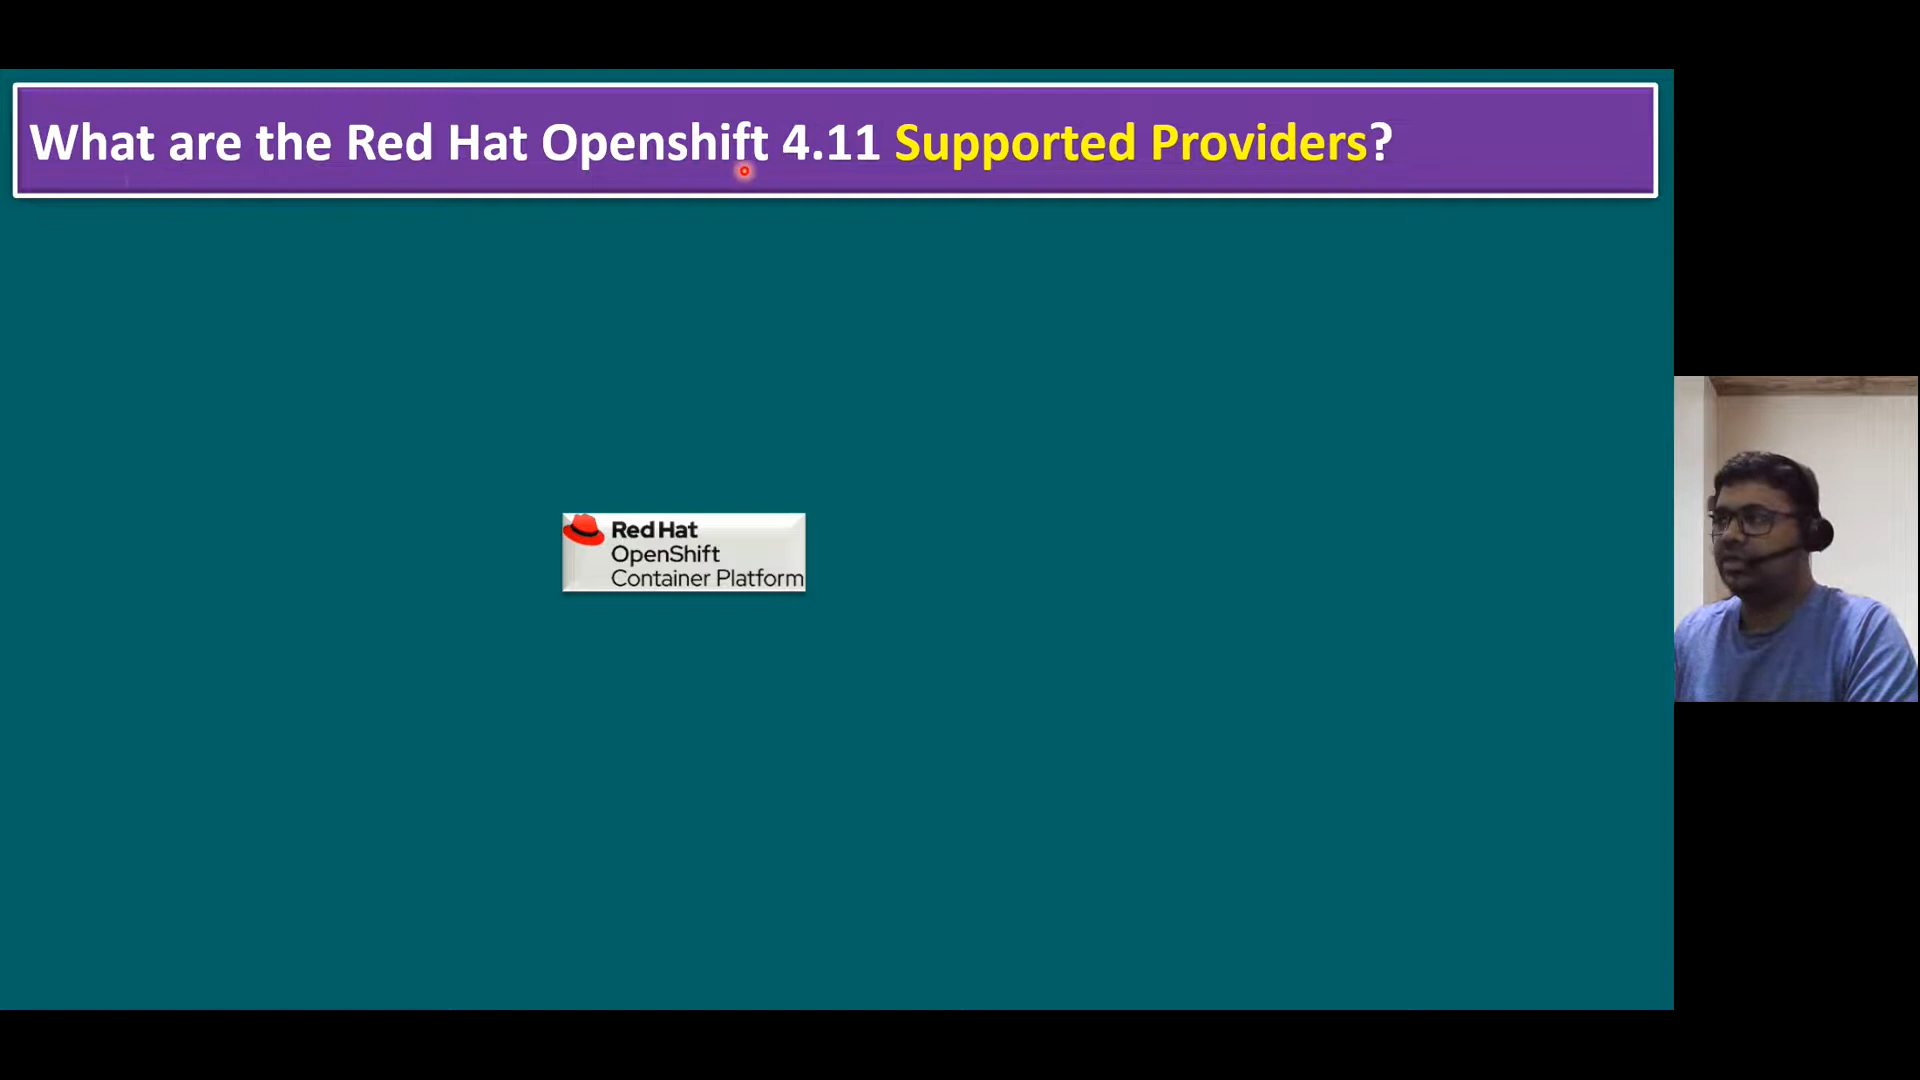 What are the Red Hat Openshift 4.11 Supported Providers?
Red Hat
OpenShift
Container Platform